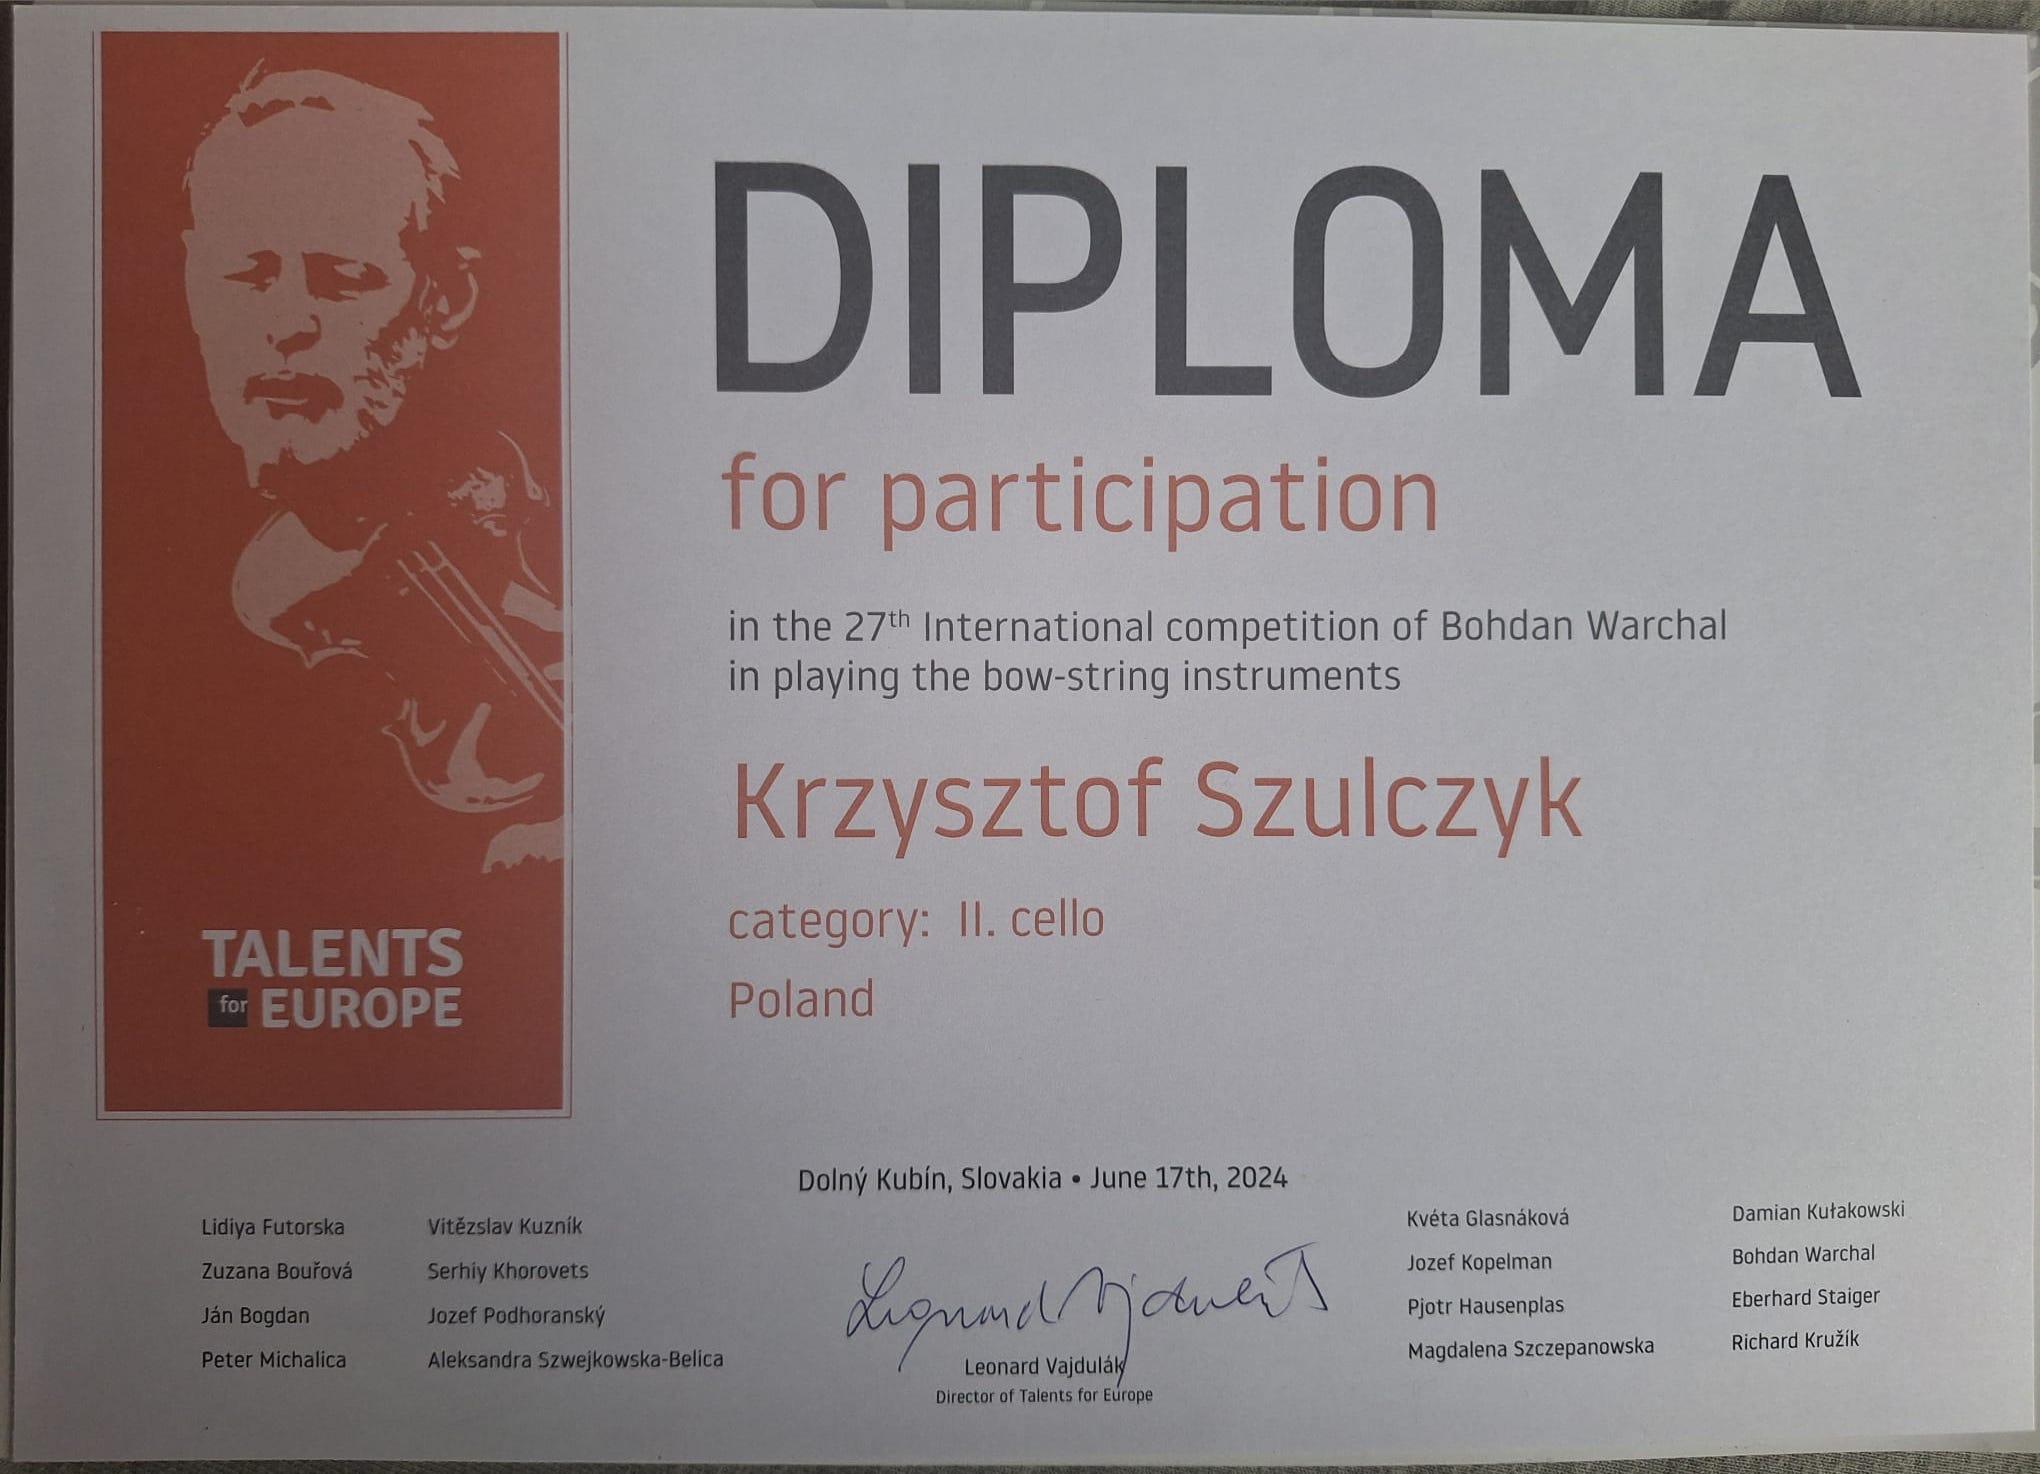 DIPLOMA
for participation
in the 27th International competition of Bohdan Warchal
in playing the bow-string instruments
Krzysztof Szulczyk
category: II. cello
Poland
TALENTS
for EUROPE
Dolný Kubín, Slovakia • June 17th, 2024
Lidiya Futorska
Zuzana Bouřová
Ján Bogdan
Peter Michalica
Vitězslav Kuzník
Serhiy Khorovets
Jozef Podhoranský
Aleksandra Szwejkowska-Belica
Leonard Vajdulák
Leonard Vajdulák
Director of Talents for Europe
Kvéta Glasnáková
Jozef Kopelman
Pjotr Hausenplas
Magdalena Szczepanowska
Damian Kułakowski
Bohdan Warchal
Eberhard Staiger
Richard Kružík